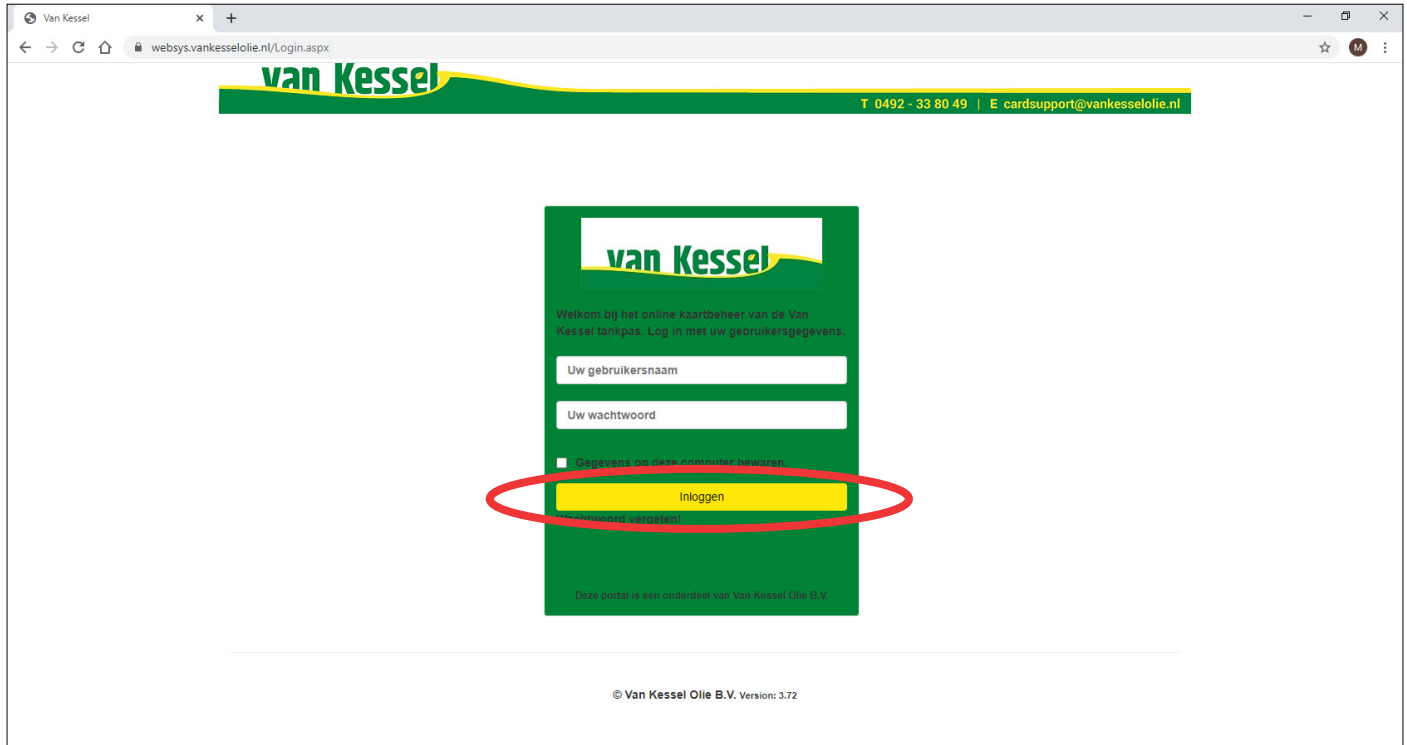 Van Kessel
websys.vankesselolie.nl/Login.aspx
M
van Kessel
T 0492 - 33 80 49 | E cardsupport@vankesselolie.nl
van Kessel
Welkom bij het online kaartbeheer van de Van
Kessel tankpas. Log in met uw gebruikersgegevens.
Uw gebruikersnaam
Uw wachtwoord
Gegevens op deze computer bewaren.
Inloggen
Wachtwoord vergeten!
Deze portal is een onderdeel van Van Kessel Olie B.V.
© Van Kessel Olie B.V. Version: 3.72